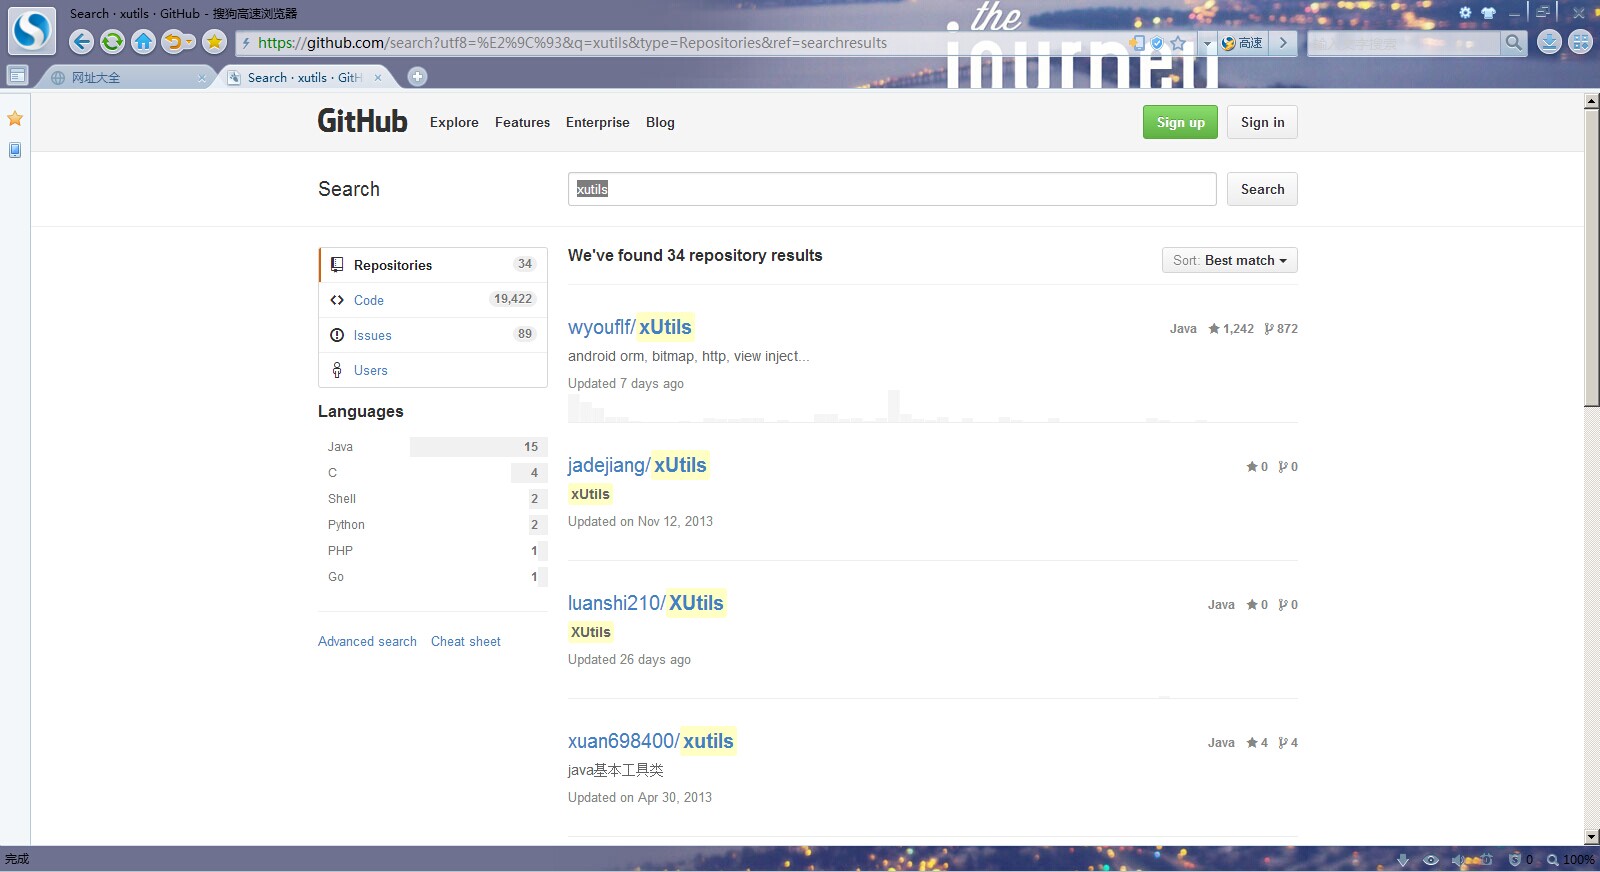 Search · xutils · GitHub - 搜狗高速浏览器
https://github.com/search?utf8=%E2%9C%93&q=xutils&type=Repositories&ref=searchresults
高速
the
journey
网址大全
Search · xutils · GitH
GitHub
Explore Features Enterprise Blog
Sign up
Sign in
Search
xutils
Search
Repositories 34
Code 19,422
Issues 89
Users
Languages
Java 15
C 4
Shell 2
Python 2
PHP 1
Go 1
Advanced search Cheat sheet
We've found 34 repository results
Sort: Best match
wyouflf/xUtils
Java 1,242 872
android orm, bitmap, http, view inject...
Updated 7 days ago
jadejiang/xUtils
0 0
xUtils
Updated on Nov 12, 2013
luanshi210/XUtils
Java 0 0
XUtils
Updated 26 days ago
xuan698400/xutils
Java 4 4
java基本工具类
Updated on Apr 30, 2013
完成
0
100%